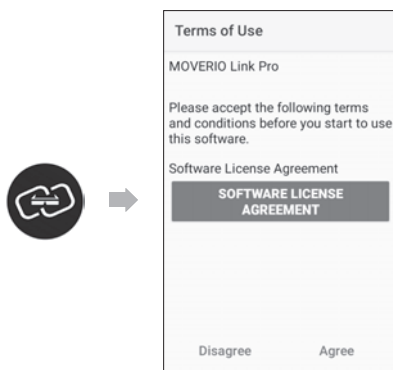 Terms of Use
MOVERIO Link Pro
Please accept the following terms
and conditions before you start to use
this software.
Software License Agreement
SOFTWARE LICENSE
AGREEMENT
Disagree Agree